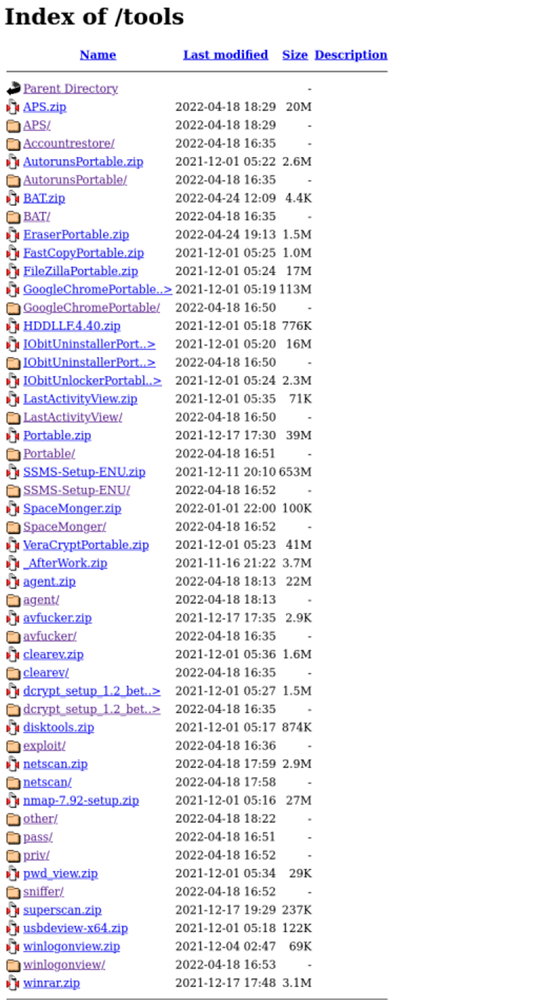 Index of /tools
Name Last modified Size Description
Parent Directory -
APS.zip 2022-04-18 18:29 20M
APS/ 2022-04-18 18:29 -
Accountrestore/ 2022-04-18 16:35 -
AutorunsPortable.zip 2021-12-01 05:22 2.6M
AutorunsPortable/ 2022-04-18 16:35 -
BAT.zip 2022-04-24 12:09 4.4K
BAT/ 2022-04-18 16:35 -
EraserPortable.zip 2022-04-24 19:13 1.5M
FastCopyPortable.zip 2021-12-01 05:25 1.0M
FileZillaPortable.zip 2021-12-01 05:24 17M
GoogleChromePortable..> 2021-12-01 05:19 113M
GoogleChromePortable/ 2022-04-18 16:50 -
HDDLLF.4.40.zip 2021-12-01 05:18 776K
IObitUninstallerPort..> 2021-12-01 05:20 16M
IObitUninstallerPort..> 2022-04-18 16:50 -
IObitUnlockerPortabl..> 2021-12-01 05:24 2.3M
LastActivityView.zip 2021-12-01 05:35 71K
LastActivityView/ 2022-04-18 16:50 -
Portable.zip 2021-12-17 17:30 39M
Portable/ 2022-04-18 16:51 -
SSMS-Setup-ENU.zip 2021-12-11 20:10 653M
SSMS-Setup-ENU/ 2022-04-18 16:52 -
SpaceMonger.zip 2022-01-01 22:00 100K
SpaceMonger/ 2022-04-18 16:52 -
VeraCryptPortable.zip 2021-12-01 05:23 41M
_AfterWork.zip 2021-11-16 21:22 3.7M
agent.zip 2022-04-18 18:13 22M
agent/ 2022-04-18 18:13 -
avfucker.zip 2021-12-17 17:35 2.9K
avfucker/ 2022-04-18 16:35 -
clearev.zip 2021-12-01 05:36 1.6M
clearev/ 2022-04-18 16:35 -
dcrypt_setup_1.2_bet..> 2021-12-01 05:27 1.5M
dcrypt_setup_1.2_bet..> 2022-04-18 16:35 -
disktools.zip 2021-12-01 05:17 874K
exploit/ 2022-04-18 16:36 -
netscan.zip 2022-04-18 17:59 2.9M
netscan/ 2022-04-18 17:58 -
nmap-7.92-setup.zip 2021-12-01 05:16 27M
other/ 2022-04-18 18:22 -
pass/ 2022-04-18 16:51 -
priv/ 2022-04-18 16:52 -
pwd_view.zip 2021-12-01 05:34 29K
sniffer/ 2022-04-18 16:52 -
superscan.zip 2021-12-17 19:29 237K
usbdeview-x64.zip 2021-12-01 05:18 122K
winlogonview.zip 2021-12-04 02:47 69K
winlogonview/ 2022-04-18 16:53 -
winrar.zip 2021-12-17 17:48 3.1M